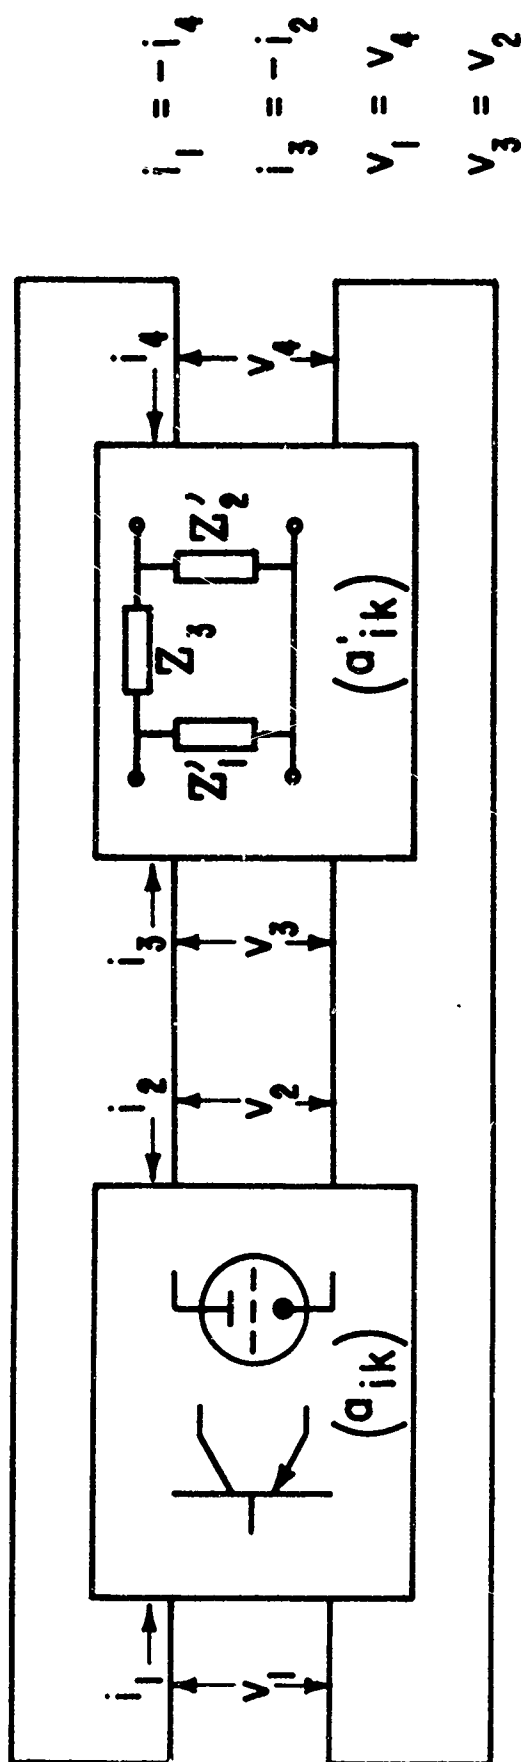 i₁
v₁
(aᵢₖ)
i₂
v₂
i₃
v₃
Z'₁
Z₃
Z'₂
(a'ᵢₖ)
i₄
v₄
i₁ = -i₄
i₃ = -i₂
v₁ = v₄
v₃ = v₂